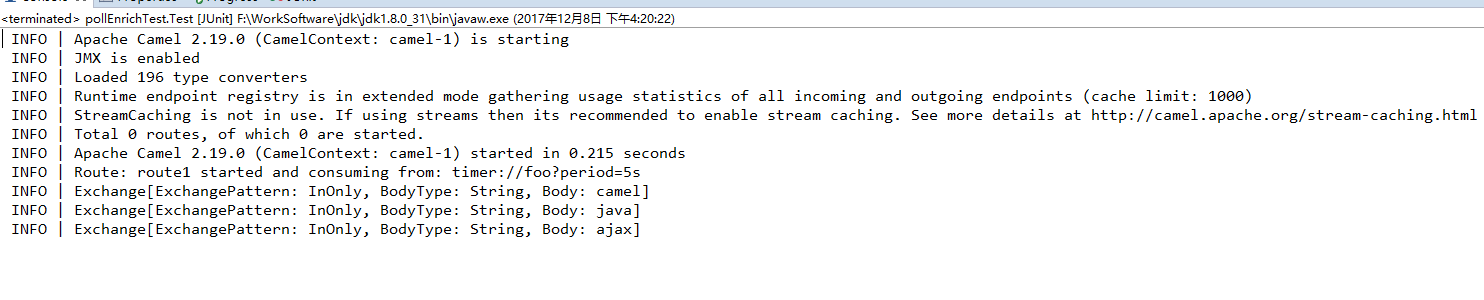 <terminated> pollEnrichTest.Test [JUnit] F:\WorkSoftware\jdk\jdk1.8.0_31\bin\javaw.exe (2017年12月8日 下午4:20:22)
INFO | Apache Camel 2.19.0 (CamelContext: camel-1) is starting
INFO | JMX is enabled
INFO | Loaded 196 type converters
INFO | Runtime endpoint registry is in extended mode gathering usage statistics of all incoming and outgoing endpoints (cache limit: 1000)
INFO | StreamCaching is not in use. If using streams then its recommended to enable stream caching. See more details at http://camel.apache.org/stream-caching.html
INFO | Total 0 routes, of which 0 are started.
INFO | Apache Camel 2.19.0 (CamelContext: camel-1) started in 0.215 seconds
INFO | Route: route1 started and consuming from: timer://foo?period=5s
INFO | Exchange[ExchangePattern: InOnly, BodyType: String, Body: camel]
INFO | Exchange[ExchangePattern: InOnly, BodyType: String, Body: java]
INFO | Exchange[ExchangePattern: InOnly, BodyType: String, Body: ajax]